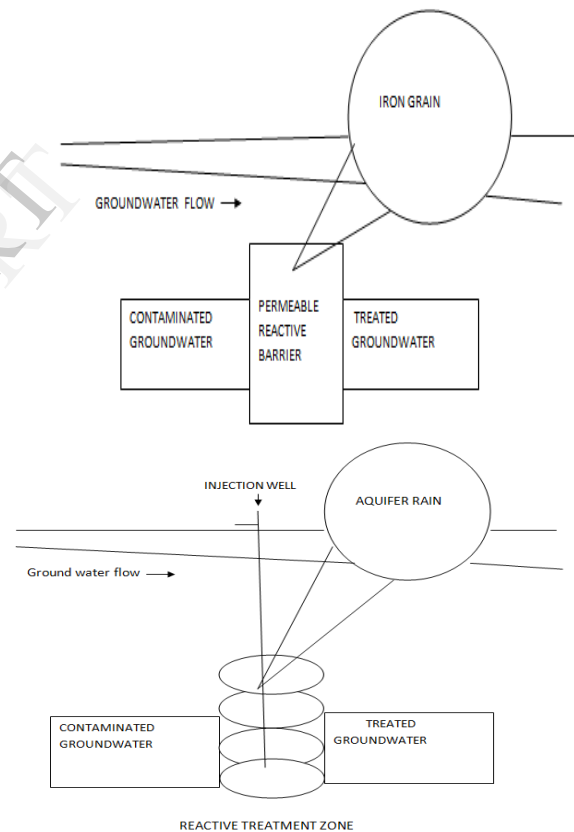 IRON GRAIN
GROUNDWATER FLOW
CONTAMINATED
GROUNDWATER
PERMEABLE
REACTIVE
BARRIER
TREATED
GROUNDWATER
INJECTION WELL
AQUIFER RAIN
Ground water flow
CONTAMINATED
GROUNDWATER
TREATED
GROUNDWATER
REACTIVE TREATMENT ZONE